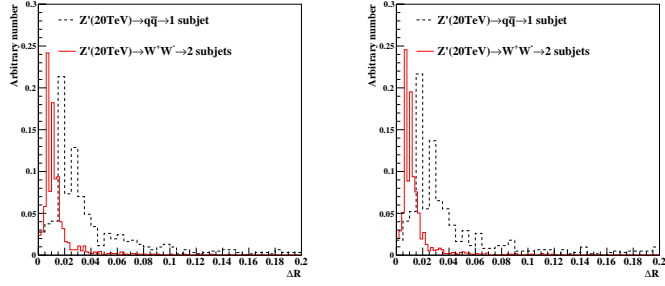 Arbitrary number
0.3
0.25
0.2
0.15
0.1
0.05
0
Z'(20TeV)→qq̄→1 subjet
Z'(20TeV)→W⁺W⁻→2 subjets
0 0.02 0.04 0.06 0.08 0.1 0.12 0.14 0.16 0.18 0.2
ΔR
Arbitrary number
0.3
0.25
0.2
0.15
0.1
0.05
0
Z'(20TeV)→qq̄→1 subjet
Z'(20TeV)→W⁺W⁻→2 subjets
0 0.02 0.04 0.06 0.08 0.1 0.12 0.14 0.16 0.18 0.2
ΔR